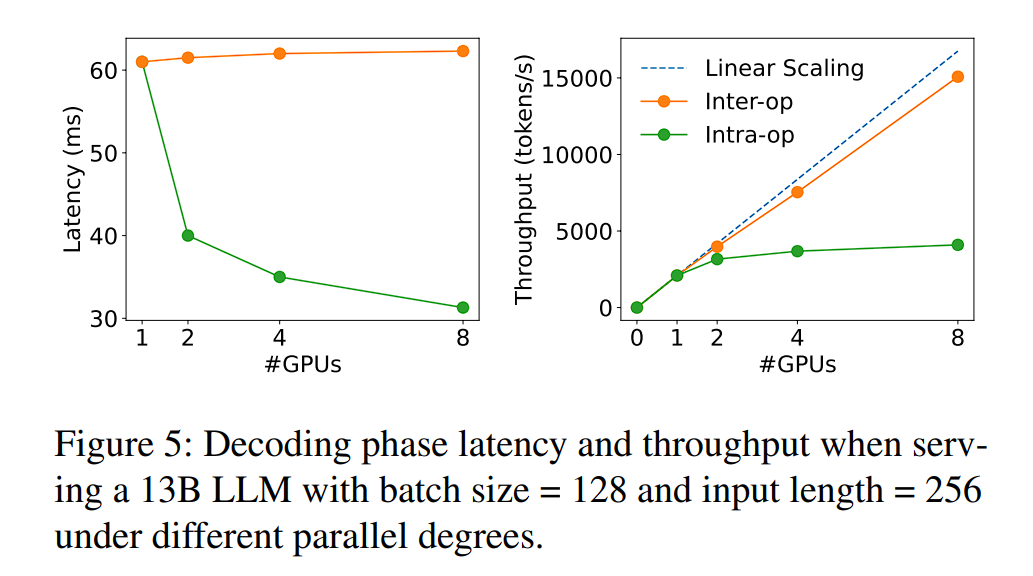 Latency (ms)
60
50
40
30
1 2 4 8
#GPUs
Throughput (tokens/s)
15000
10000
5000
0
0 1 2 4 8
#GPUs
Linear Scaling
Inter-op
Intra-op
Figure 5: Decoding phase latency and throughput when serv-
ing a 13B LLM with batch size = 128 and input length = 256
under different parallel degrees.